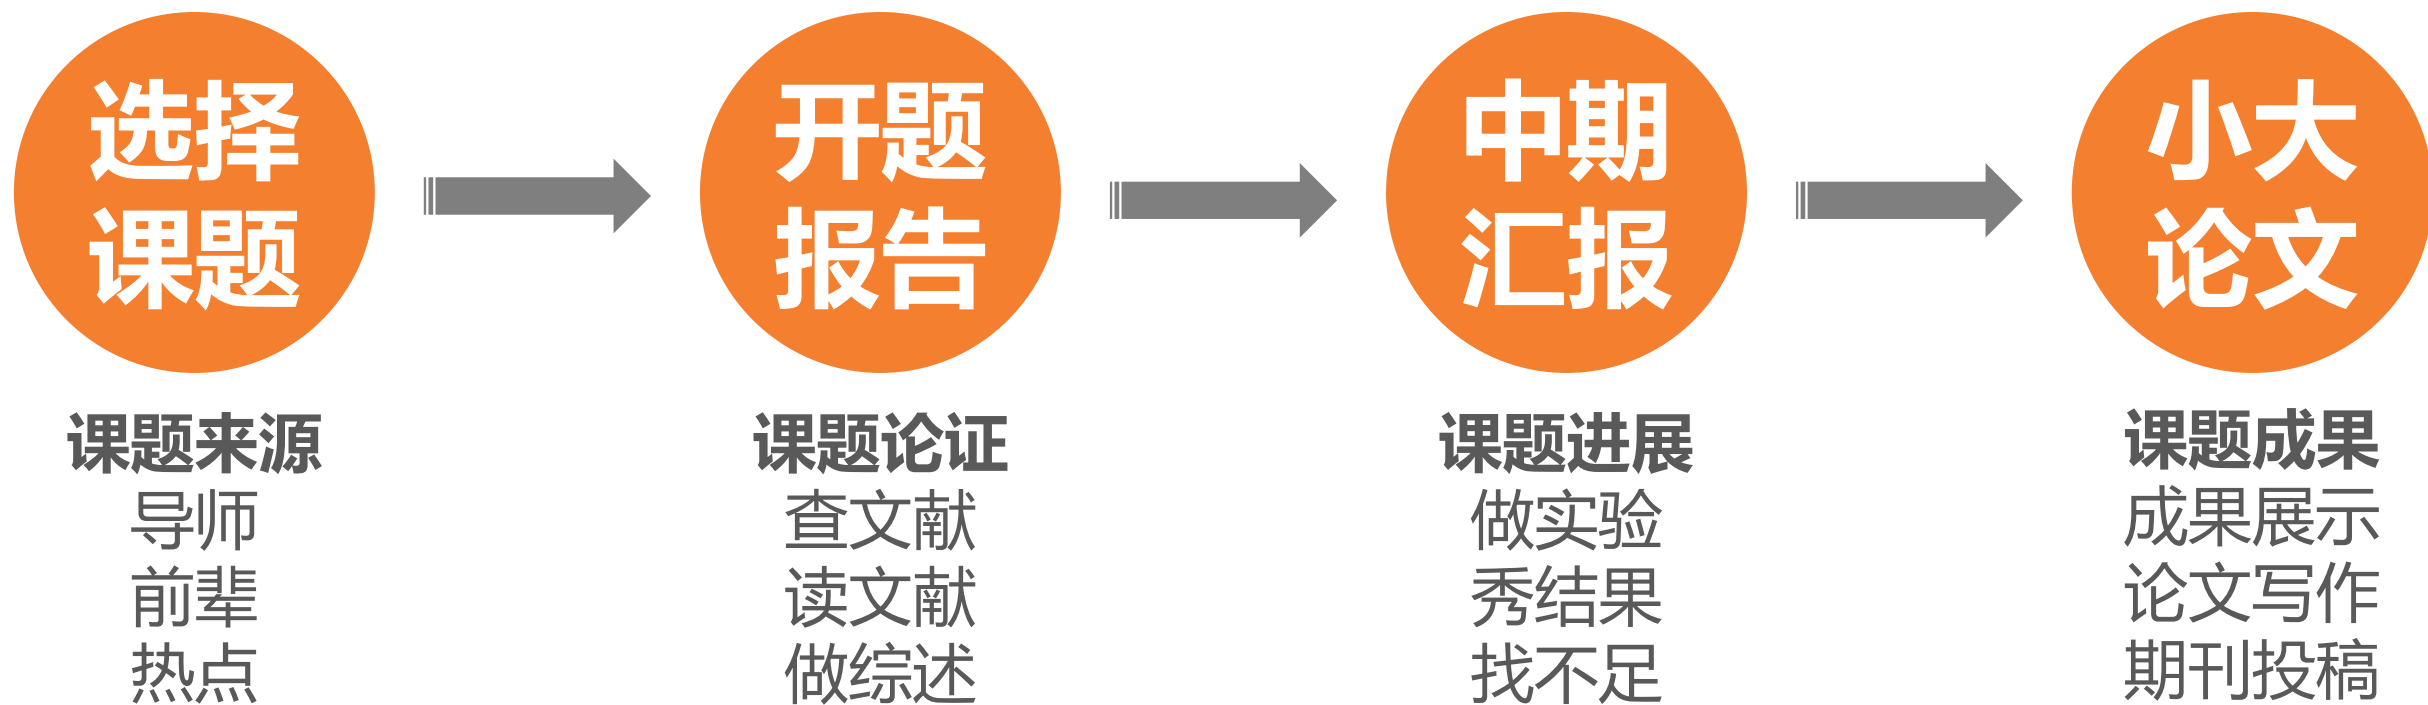 选择
课题
开题
报告
中期
汇报
小大
论文
课题来源
导师
前辈
热点
课题论证
查文献
读文献
做综述
课题进展
做实验
秀结果
找不足
课题成果
成果展示
论文写作
期刊投稿